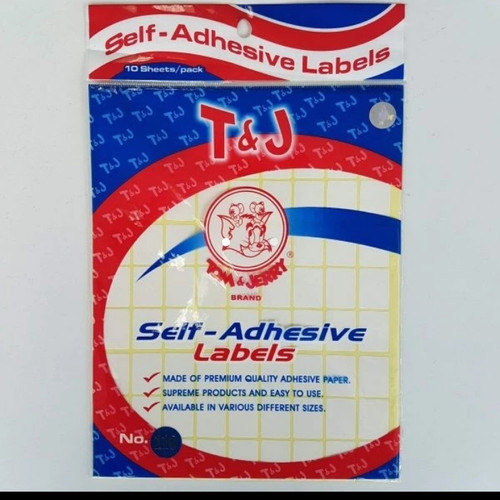 Self-Adhesive Labels
10 Sheets/pack
T&J
TOM & JERRY ®
BRAND
Self-Adhesive
Labels
✓ MADE OF PREMIUM QUALITY ADHESIVE PAPER.
✓ SUPREME PRODUCTS AND EASY TO USE.
✓ AVAILABLE IN VARIOUS DIFFERENT SIZES.
No.